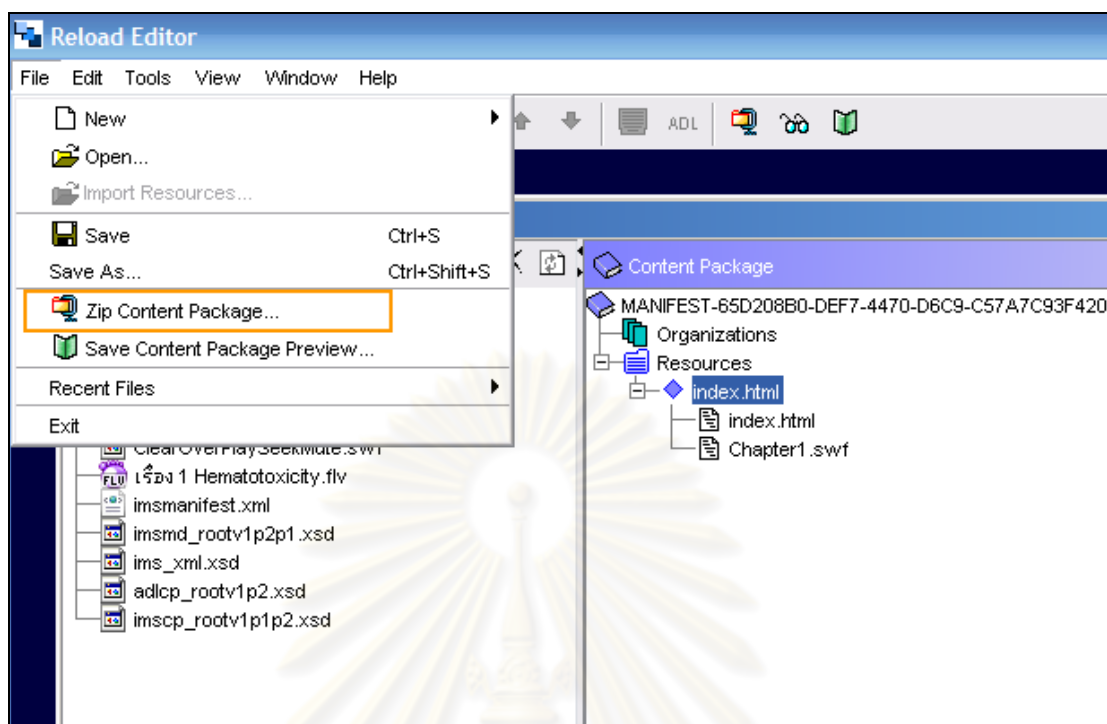 Reload Editor
File Edit Tools View Window Help
New
Open...
Import Resources...
Save Ctrl+S
Save As... Ctrl+Shift+S
Zip Content Package...
Save Content Package Preview...
Recent Files
Exit
ADL
ClearOverPlaySeekMute.swf
FLV เรื่อง 1 Hematotoxicity.flv
imsmanifest.xml
imsmd_rootv1p2p1.xsd
ims_xml.xsd
adlcp_rootv1p2.xsd
imscp_rootv1p1p2.xsd
Content Package
MANIFEST-65D208B0-DEF7-4470-D6C9-C57A7C93F420
Organizations
Resources
index.html
index.html
Chapter1.swf